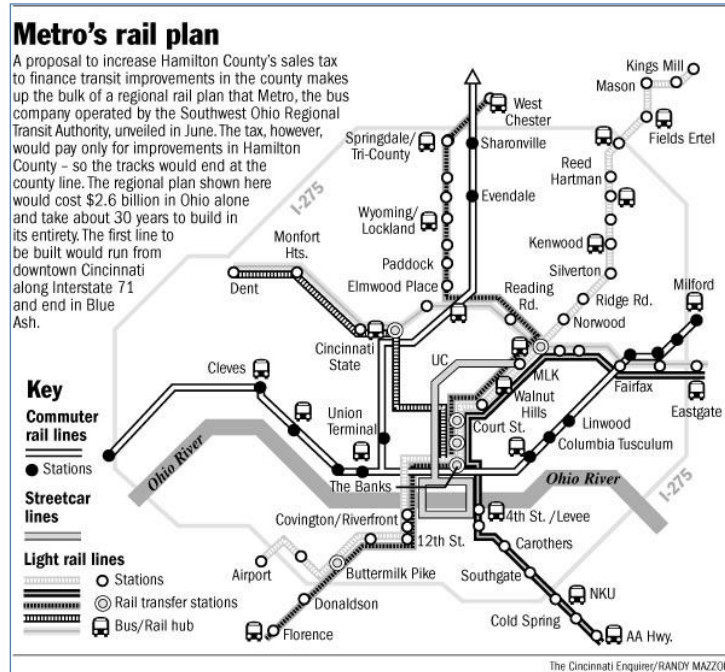 Metro's rail plan
A proposal to increase Hamilton County's sales tax
to finance transit improvements in the county makes
up the bulk of a regional rail plan that Metro, the bus
company operated by the Southwest Ohio Regional
Transit Authority, unveiled in June. The tax, however,
would pay only for improvements in Hamilton
County – so the tracks would end at the
county line. The regional plan shown here
would cost $2.6 billion in Ohio alone
and take about 30 years to build in
its entirety. The first line to
be built would run from
downtown Cincinnati
along Interstate 71
and end in Blue
Ash.
Kings Mill
Mason
Fields Ertel
West
Chester
Springdale/
Tri-County
Sharonville
Reed
Hartman
I-275
Evendale
Wyoming/
Lockland
Kenwood
Monfort
Hts.
Paddock
Silverton
Dent
Elmwood Place
Reading
Rd.
Ridge Rd.
Milford
Norwood
Cincinnati
State
UC
MLK
Cleves
Walnut
Hills
Fairfax
Eastgate
Union
Terminal
Court St.
Linwood
Columbia Tusculum
Ohio River
The Banks
Ohio River
I-275
Covington/Riverfront
4th St. /Levee
12th St.
Carothers
Airport
Buttermilk Pike
Southgate
NKU
Donaldson
Cold Spring
Florence
AA Hwy.
Key
Commuter
rail lines
Stations
Streetcar
lines
Light rail lines
Stations
Rail transfer stations
Bus/Rail hub
The Cincinnati Enquirer/RANDY